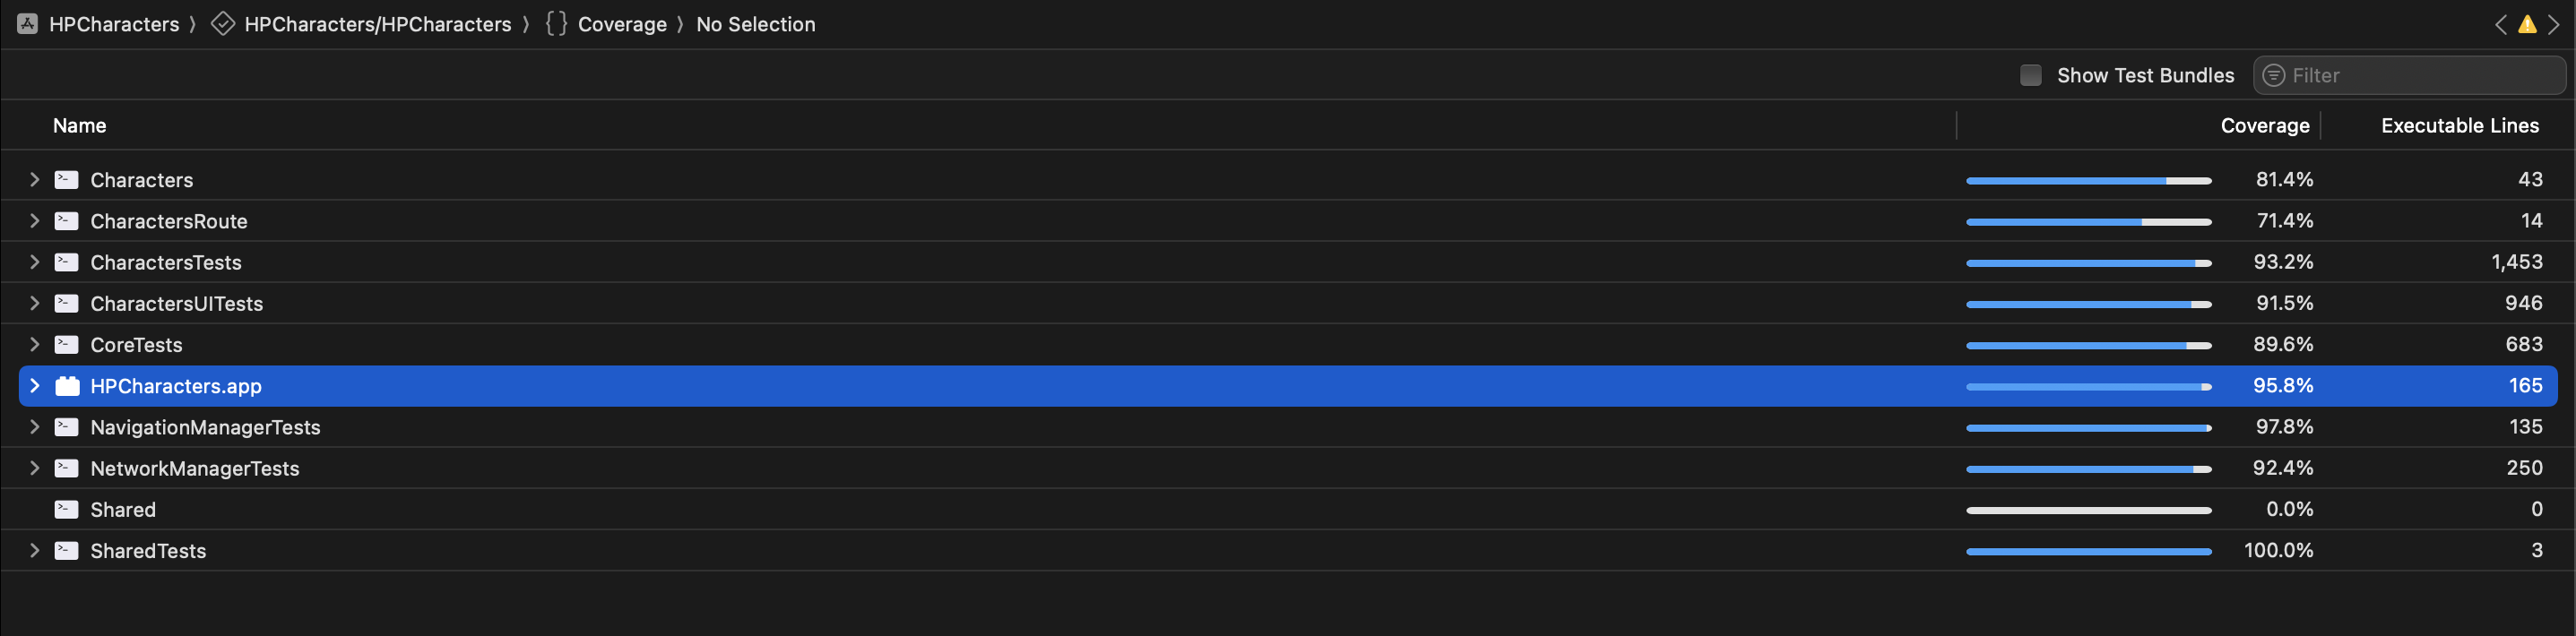 HPCharacters 〉 HPCharacters/HPCharacters 〉 {} Coverage 〉 No Selection
Show Test Bundles Filter
Name Coverage Executable Lines
Characters 81.4% 43
CharactersRoute 71.4% 14
CharactersTests 93.2% 1,453
CharactersUITests 91.5% 946
CoreTests 89.6% 683
HPCharacters.app 95.8% 165
NavigationManagerTests 97.8% 135
NetworkManagerTests 92.4% 250
Shared 0.0% 0
SharedTests 100.0% 3